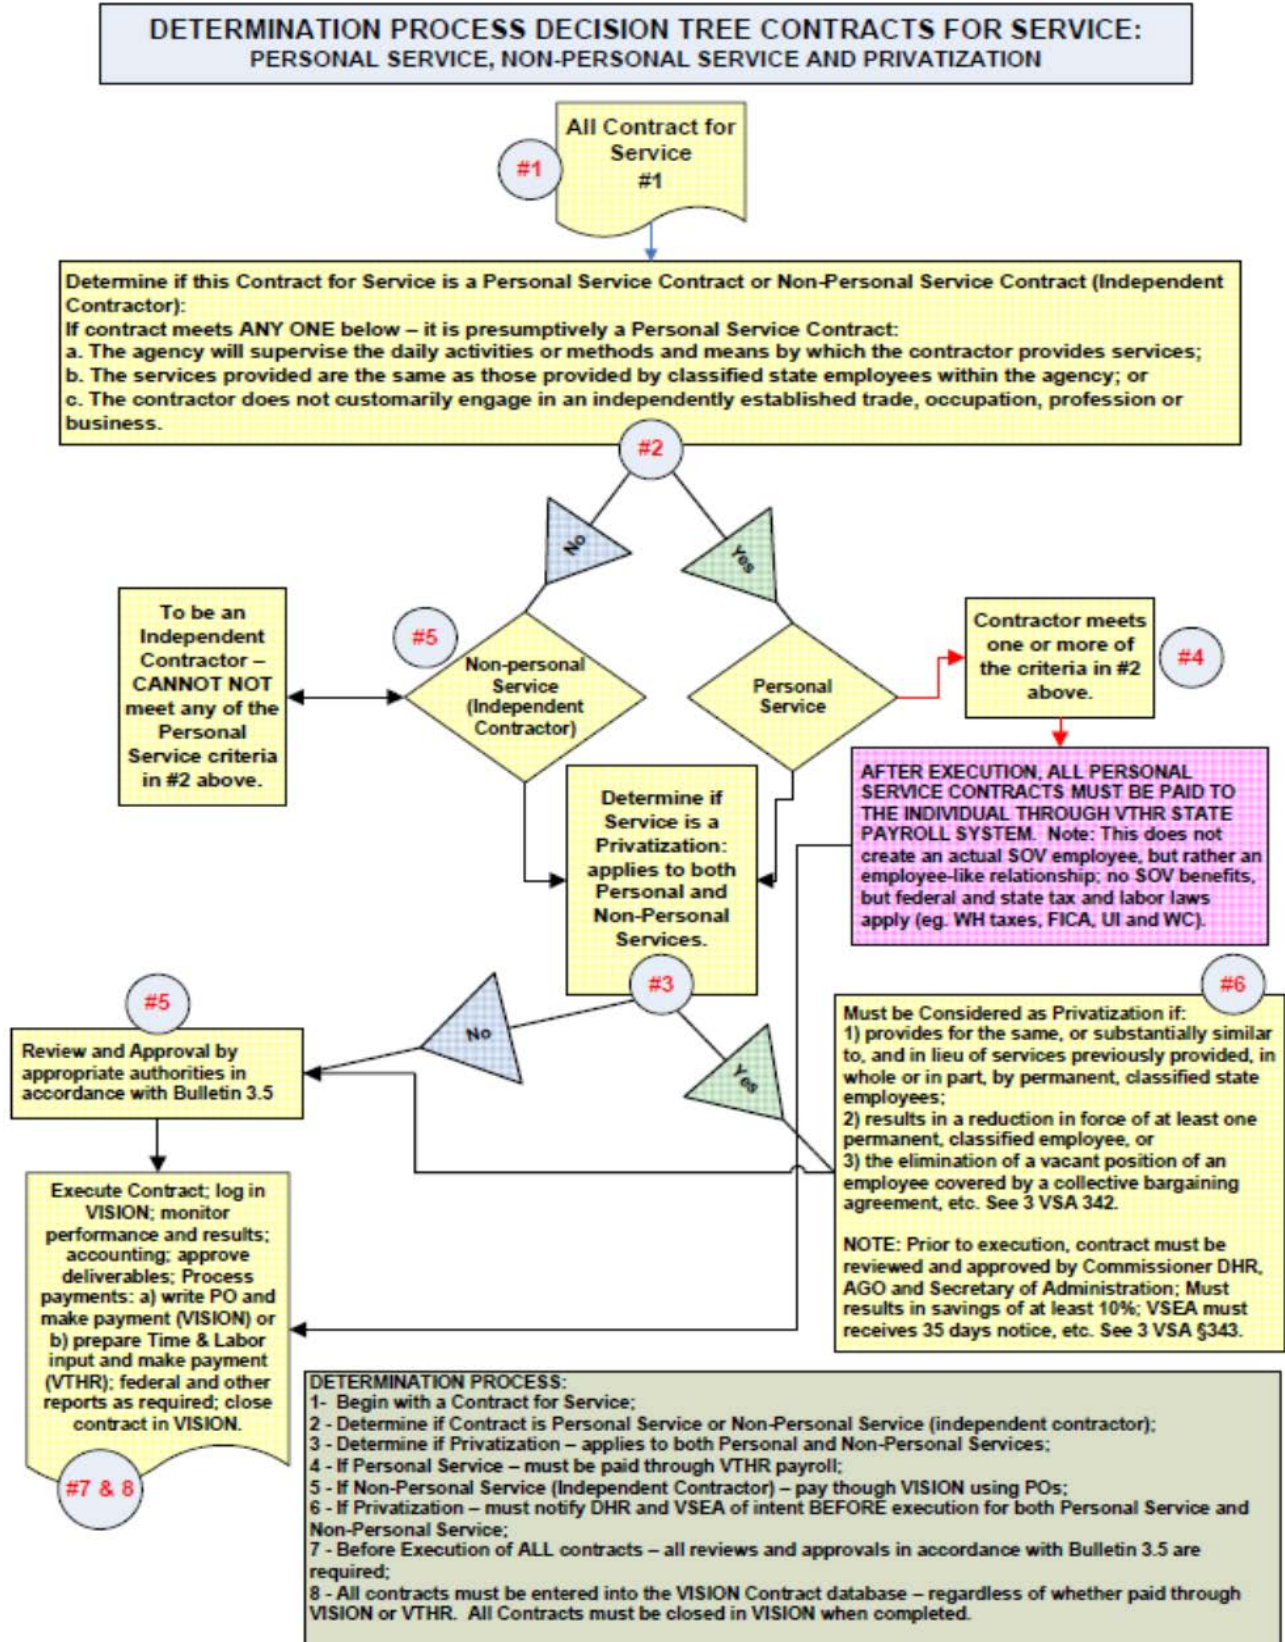 DETERMINATION PROCESS DECISION TREE CONTRACTS FOR SERVICE:
PERSONAL SERVICE, NON-PERSONAL SERVICE AND PRIVATIZATION
All Contract for
Service
#1
#1
Determine if this Contract for Service is a Personal Service Contract or Non-Personal Service Contract (Independent
Contractor):
If contract meets ANY ONE below – it is presumptively a Personal Service Contract:
a. The agency will supervise the daily activities or methods and means by which the contractor provides services;
b. The services provided are the same as those provided by classified state employees within the agency; or
c. The contractor does not customarily engage in an independently established trade, occupation, profession or
business.
#2
No
Yes
To be an
Independent
Contractor –
CANNOT NOT
meet any of the
Personal
Service criteria
in #2 above.
#5
Non-personal
Service
(Independent
Contractor)
Personal
Service
Contractor meets
one or more of
the criteria in #2
above.
#4
Determine if
Service is a
Privatization:
applies to both
Personal and
Non-Personal
Services.
#3
AFTER EXECUTION, ALL PERSONAL
SERVICE CONTRACTS MUST BE PAID TO
THE INDIVIDUAL THROUGH VTHR STATE
PAYROLL SYSTEM. Note: This does not
create an actual SOV employee, but rather an
employee-like relationship; no SOV benefits,
but federal and state tax and labor laws
apply (eg. WH taxes, FICA, UI and WC).
No
Yes
#5
Review and Approval by
appropriate authorities in
accordance with Bulletin 3.5
#6
Must be Considered as Privatization if:
1) provides for the same, or substantially similar
to, and in lieu of services previously provided, in
whole or in part, by permanent, classified state
employees;
2) results in a reduction in force of at least one
permanent, classified employee, or
3) the elimination of a vacant position of an
employee covered by a collective bargaining
agreement, etc. See 3 VSA 342.
NOTE: Prior to execution, contract must be
reviewed and approved by Commissioner DHR,
AGO and Secretary of Administration; Must
results in savings of at least 10%; VSEA must
receives 35 days notice, etc. See 3 VSA §343.
Execute Contract; log in
VISION; monitor
performance and results;
accounting; approve
deliverables; Process
payments: a) write PO and
make payment (VISION) or
b) prepare Time & Labor
input and make payment
(VTHR); federal and other
reports as required; close
contract in VISION.
#7 & 8
DETERMINATION PROCESS:
1- Begin with a Contract for Service;
2 - Determine if Contract is Personal Service or Non-Personal Service (independent contractor);
3 - Determine if Privatization – applies to both Personal and Non-Personal Services;
4 - If Personal Service – must be paid through VTHR payroll;
5 - If Non-Personal Service (Independent Contractor) – pay though VISION using POs;
6 - If Privatization – must notify DHR and VSEA of intent BEFORE execution for both Personal Service and
Non-Personal Service;
7 - Before Execution of ALL contracts – all reviews and approvals in accordance with Bulletin 3.5 are
required;
8 - All contracts must be entered into the VISION Contract database – regardless of whether paid through
VISION or VTHR. All Contracts must be closed in VISION when completed.